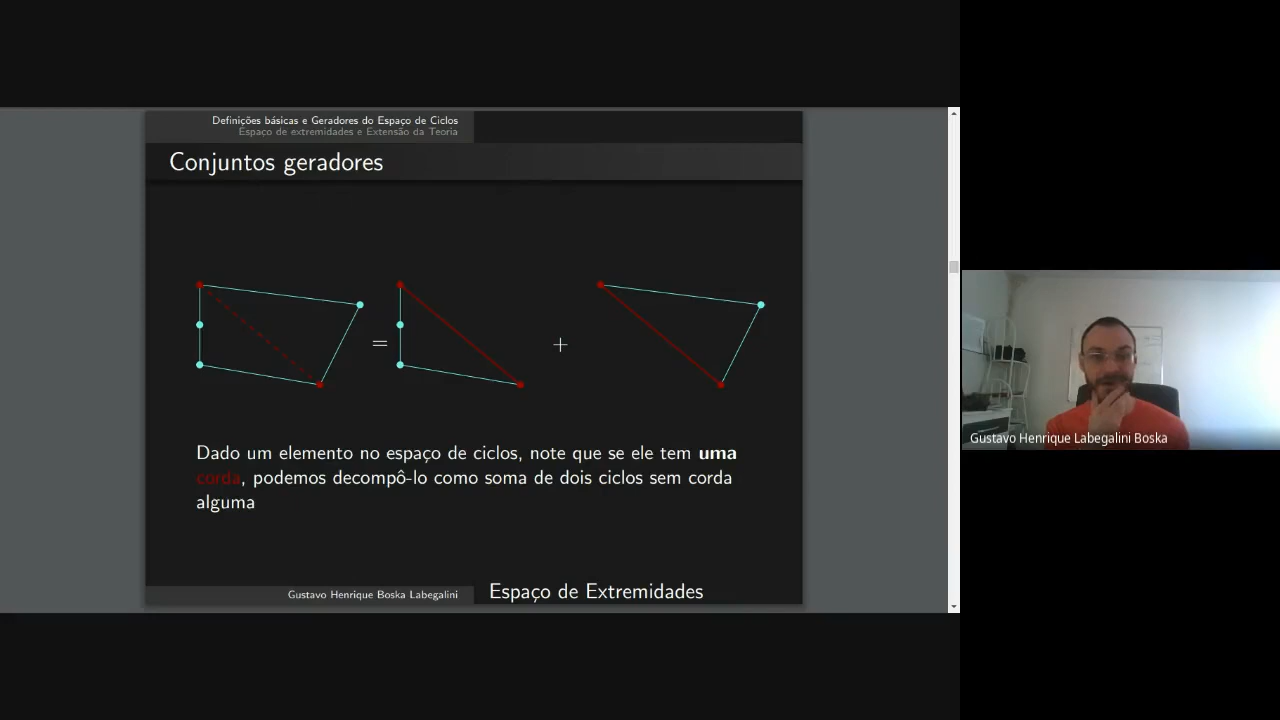 Definições básicas e Geradores do Espaço de Ciclos
Espaço de extremidades e Extensão da Teoria
Conjuntos geradores
=
+
Dado um elemento no espaço de ciclos, note que se ele tem uma
corda, podemos decompô-lo como soma de dois ciclos sem corda
alguma
Gustavo Henrique Boska Labegalini
Espaço de Extremidades
Gustavo Henrique Labegalini Boska